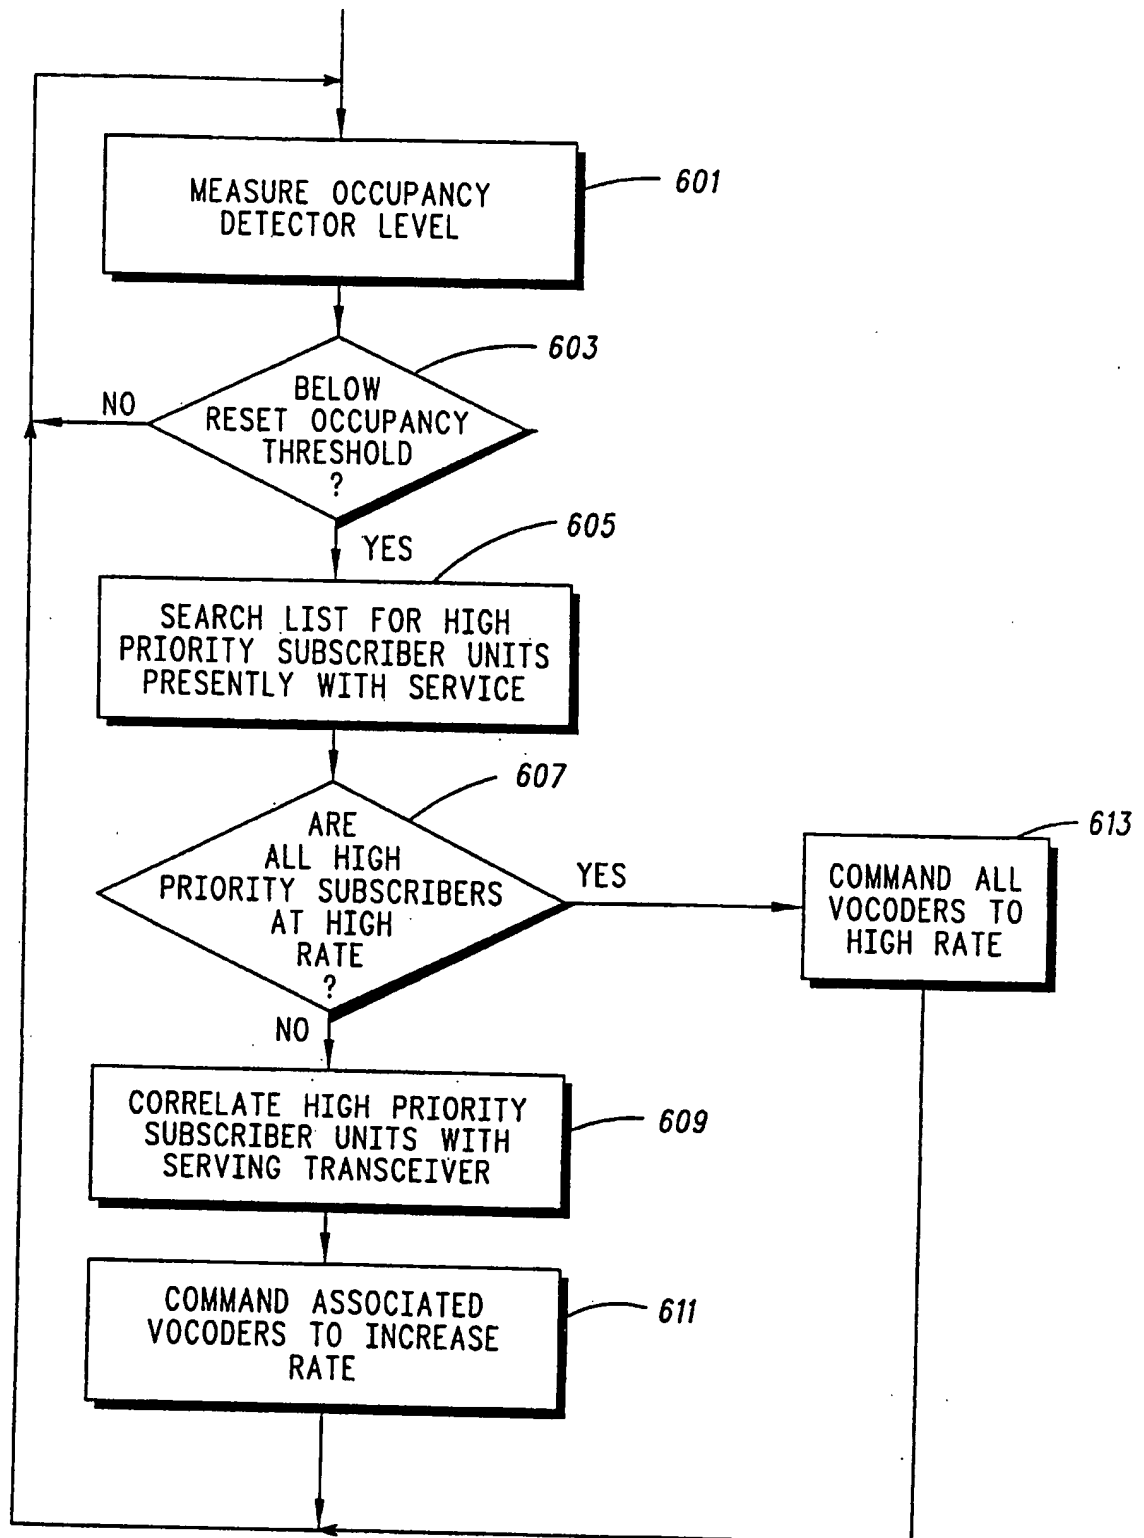 MEASURE OCCUPANCY
DETECTOR LEVEL
601
603
BELOW
RESET OCCUPANCY
THRESHOLD
?
NO
YES
605
SEARCH LIST FOR HIGH
PRIORITY SUBSCRIBER UNITS
PRESENTLY WITH SERVICE
607
ARE
ALL HIGH
PRIORITY SUBSCRIBERS
AT HIGH
RATE
?
YES
NO
613
COMMAND ALL
VOCODERS TO
HIGH RATE
CORRELATE HIGH PRIORITY
SUBSCRIBER UNITS WITH
SERVING TRANSCEIVER
609
COMMAND ASSOCIATED
VOCODERS TO INCREASE
RATE
611